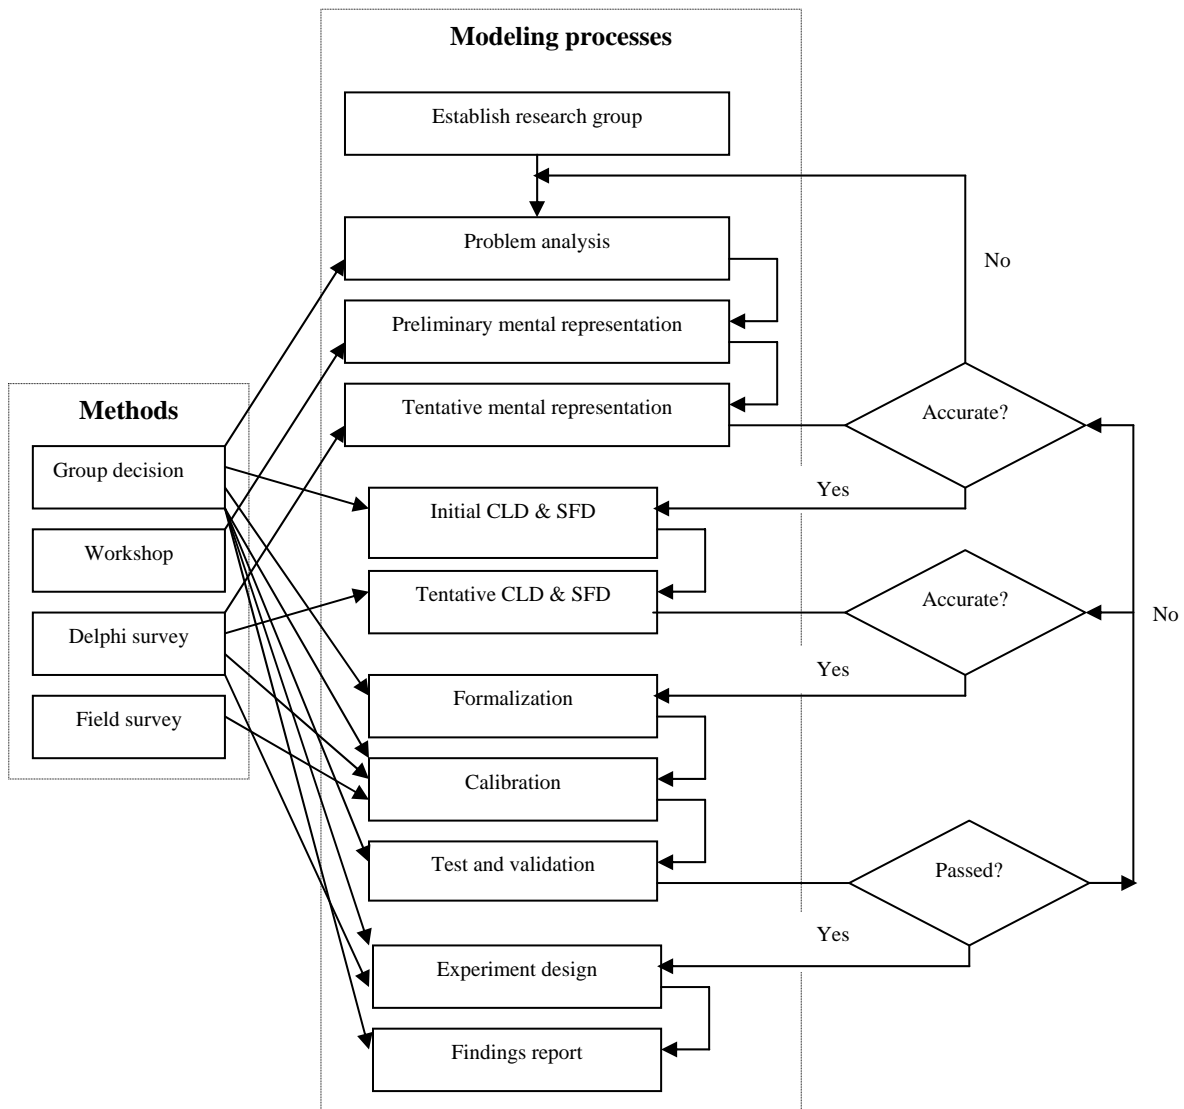 Modeling processes
Establish research group
Problem analysis
No
Preliminary mental representation
Tentative mental representation
Accurate?
Methods
Group decision
Workshop
Delphi survey
Field survey
Yes
Initial CLD & SFD
Tentative CLD & SFD
Accurate?
No
Yes
Formalization
Calibration
Test and validation
Passed?
Yes
Experiment design
Findings report